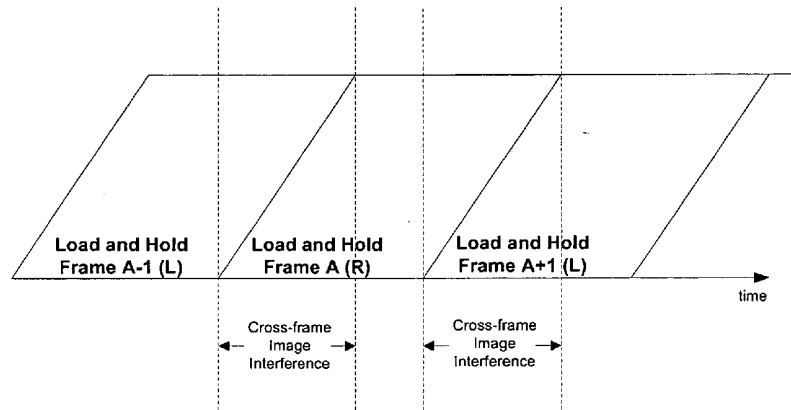 Load and Hold
Frame A-1 (L)
Load and Hold
Frame A (R)
Load and Hold
Frame A+1 (L)
time
Cross-frame
Image
Interference
Cross-frame
Image
Interference